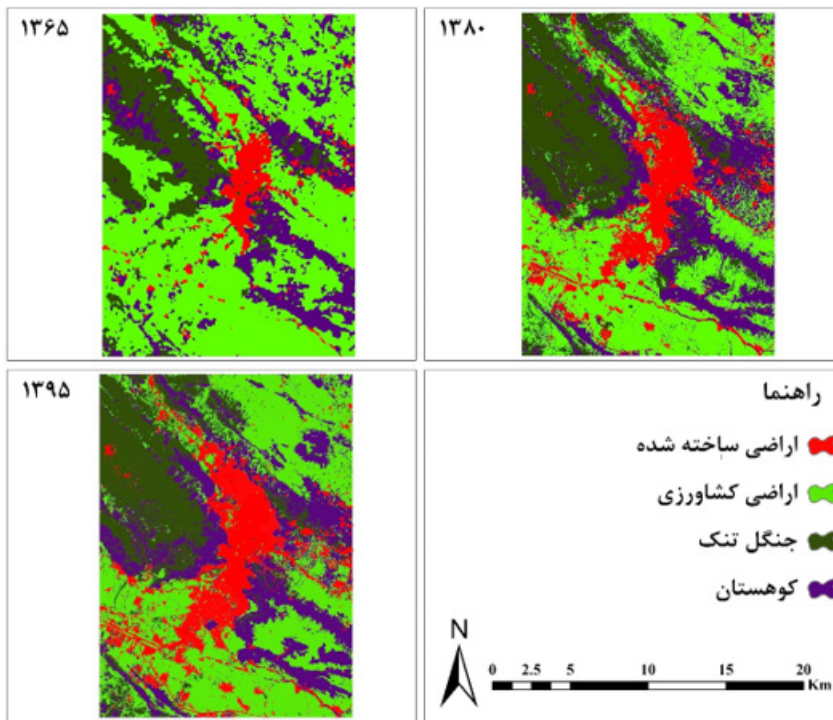 ۱۳۶۵
۱۳۸۰
۱۳۹۵
راهنما
اراضی ساخته شده
اراضی کشاورزی
جنگل تنک
کوهستان
N
0 2.5 5 10 15 20
Km